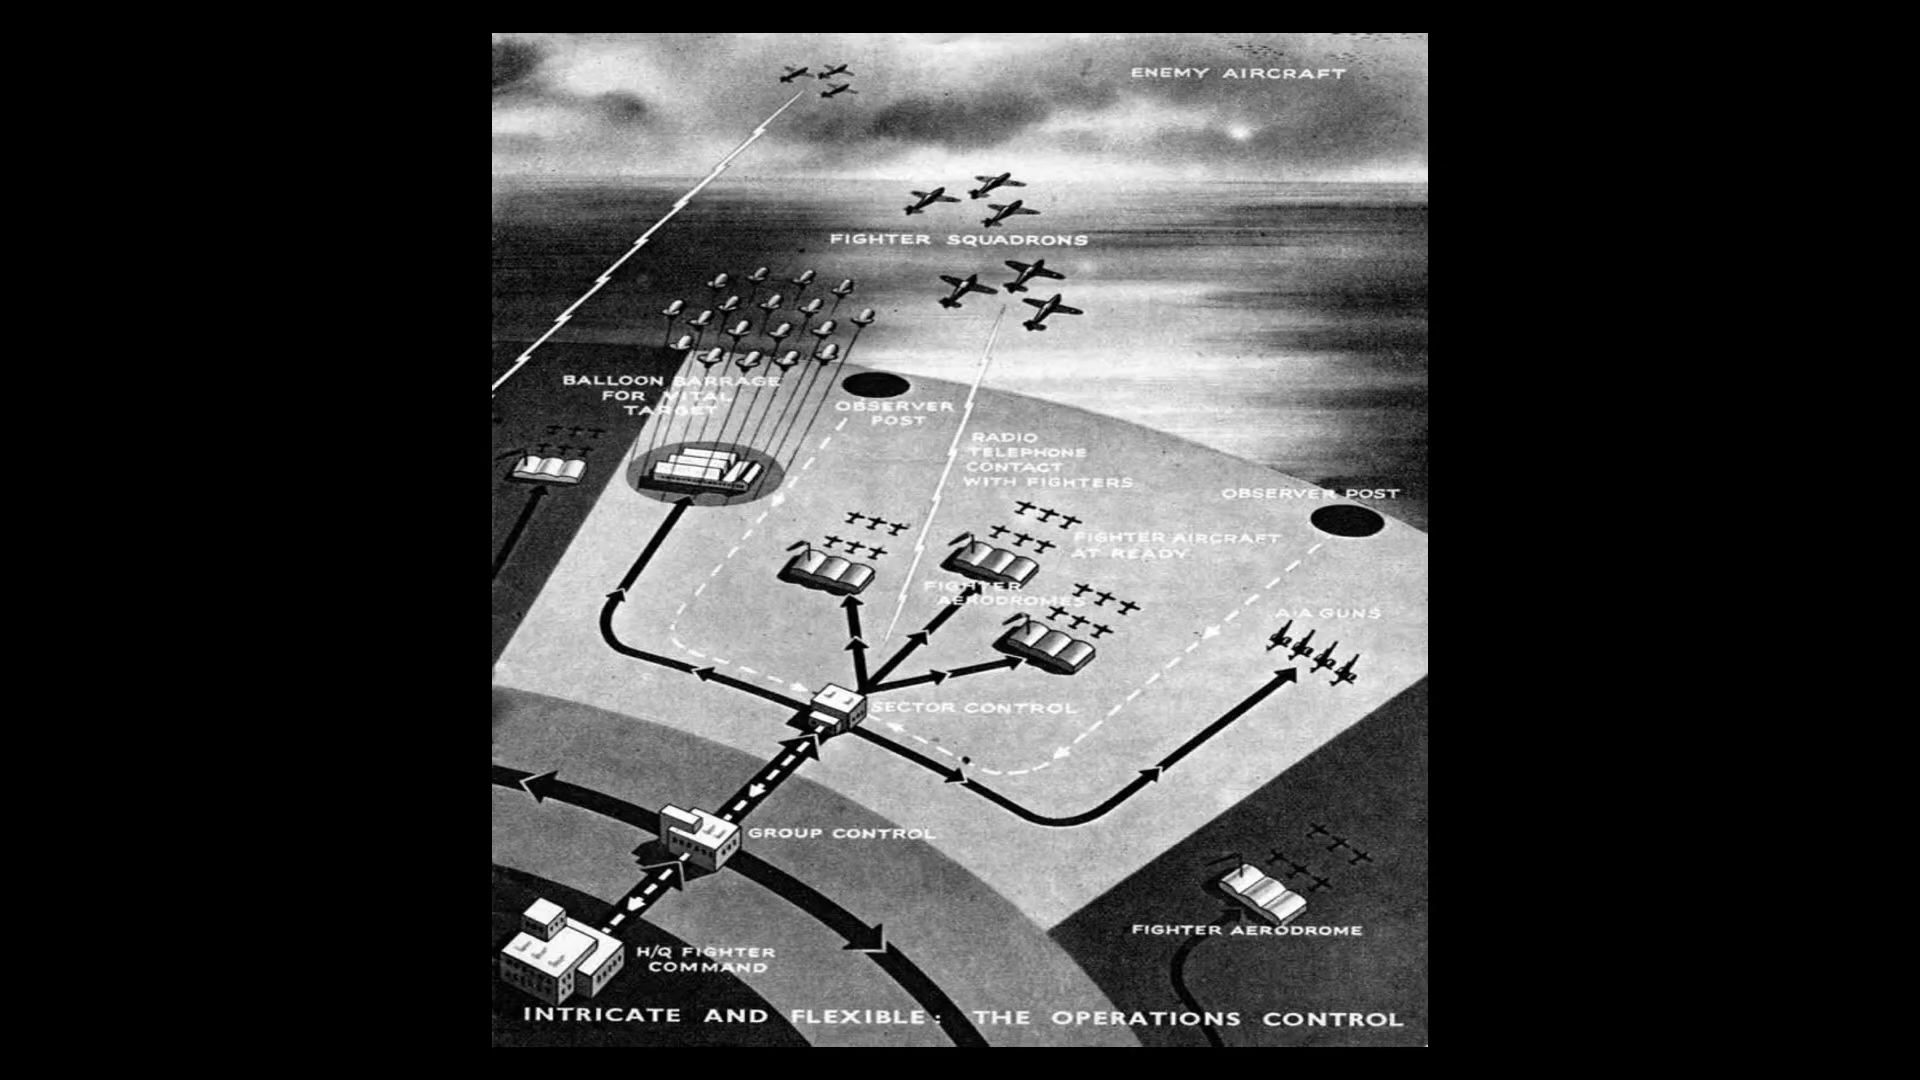 ENEMY AIRCRAFT
FIGHTER SQUADRONS
BALLOON BARRAGE
FOR VITAL
TARGET
OBSERVER
POST
RADIO
TELEPHONE
CONTACT
WITH FIGHTERS
OBSERVER POST
FIGHTER AIRCRAFT
AT READY
FIGHTER
AERODROMES
A/A GUNS
SECTOR CONTROL
GROUP CONTROL
FIGHTER AERODROME
H/Q FIGHTER
COMMAND
INTRICATE AND FLEXIBLE: THE OPERATIONS CONTROL